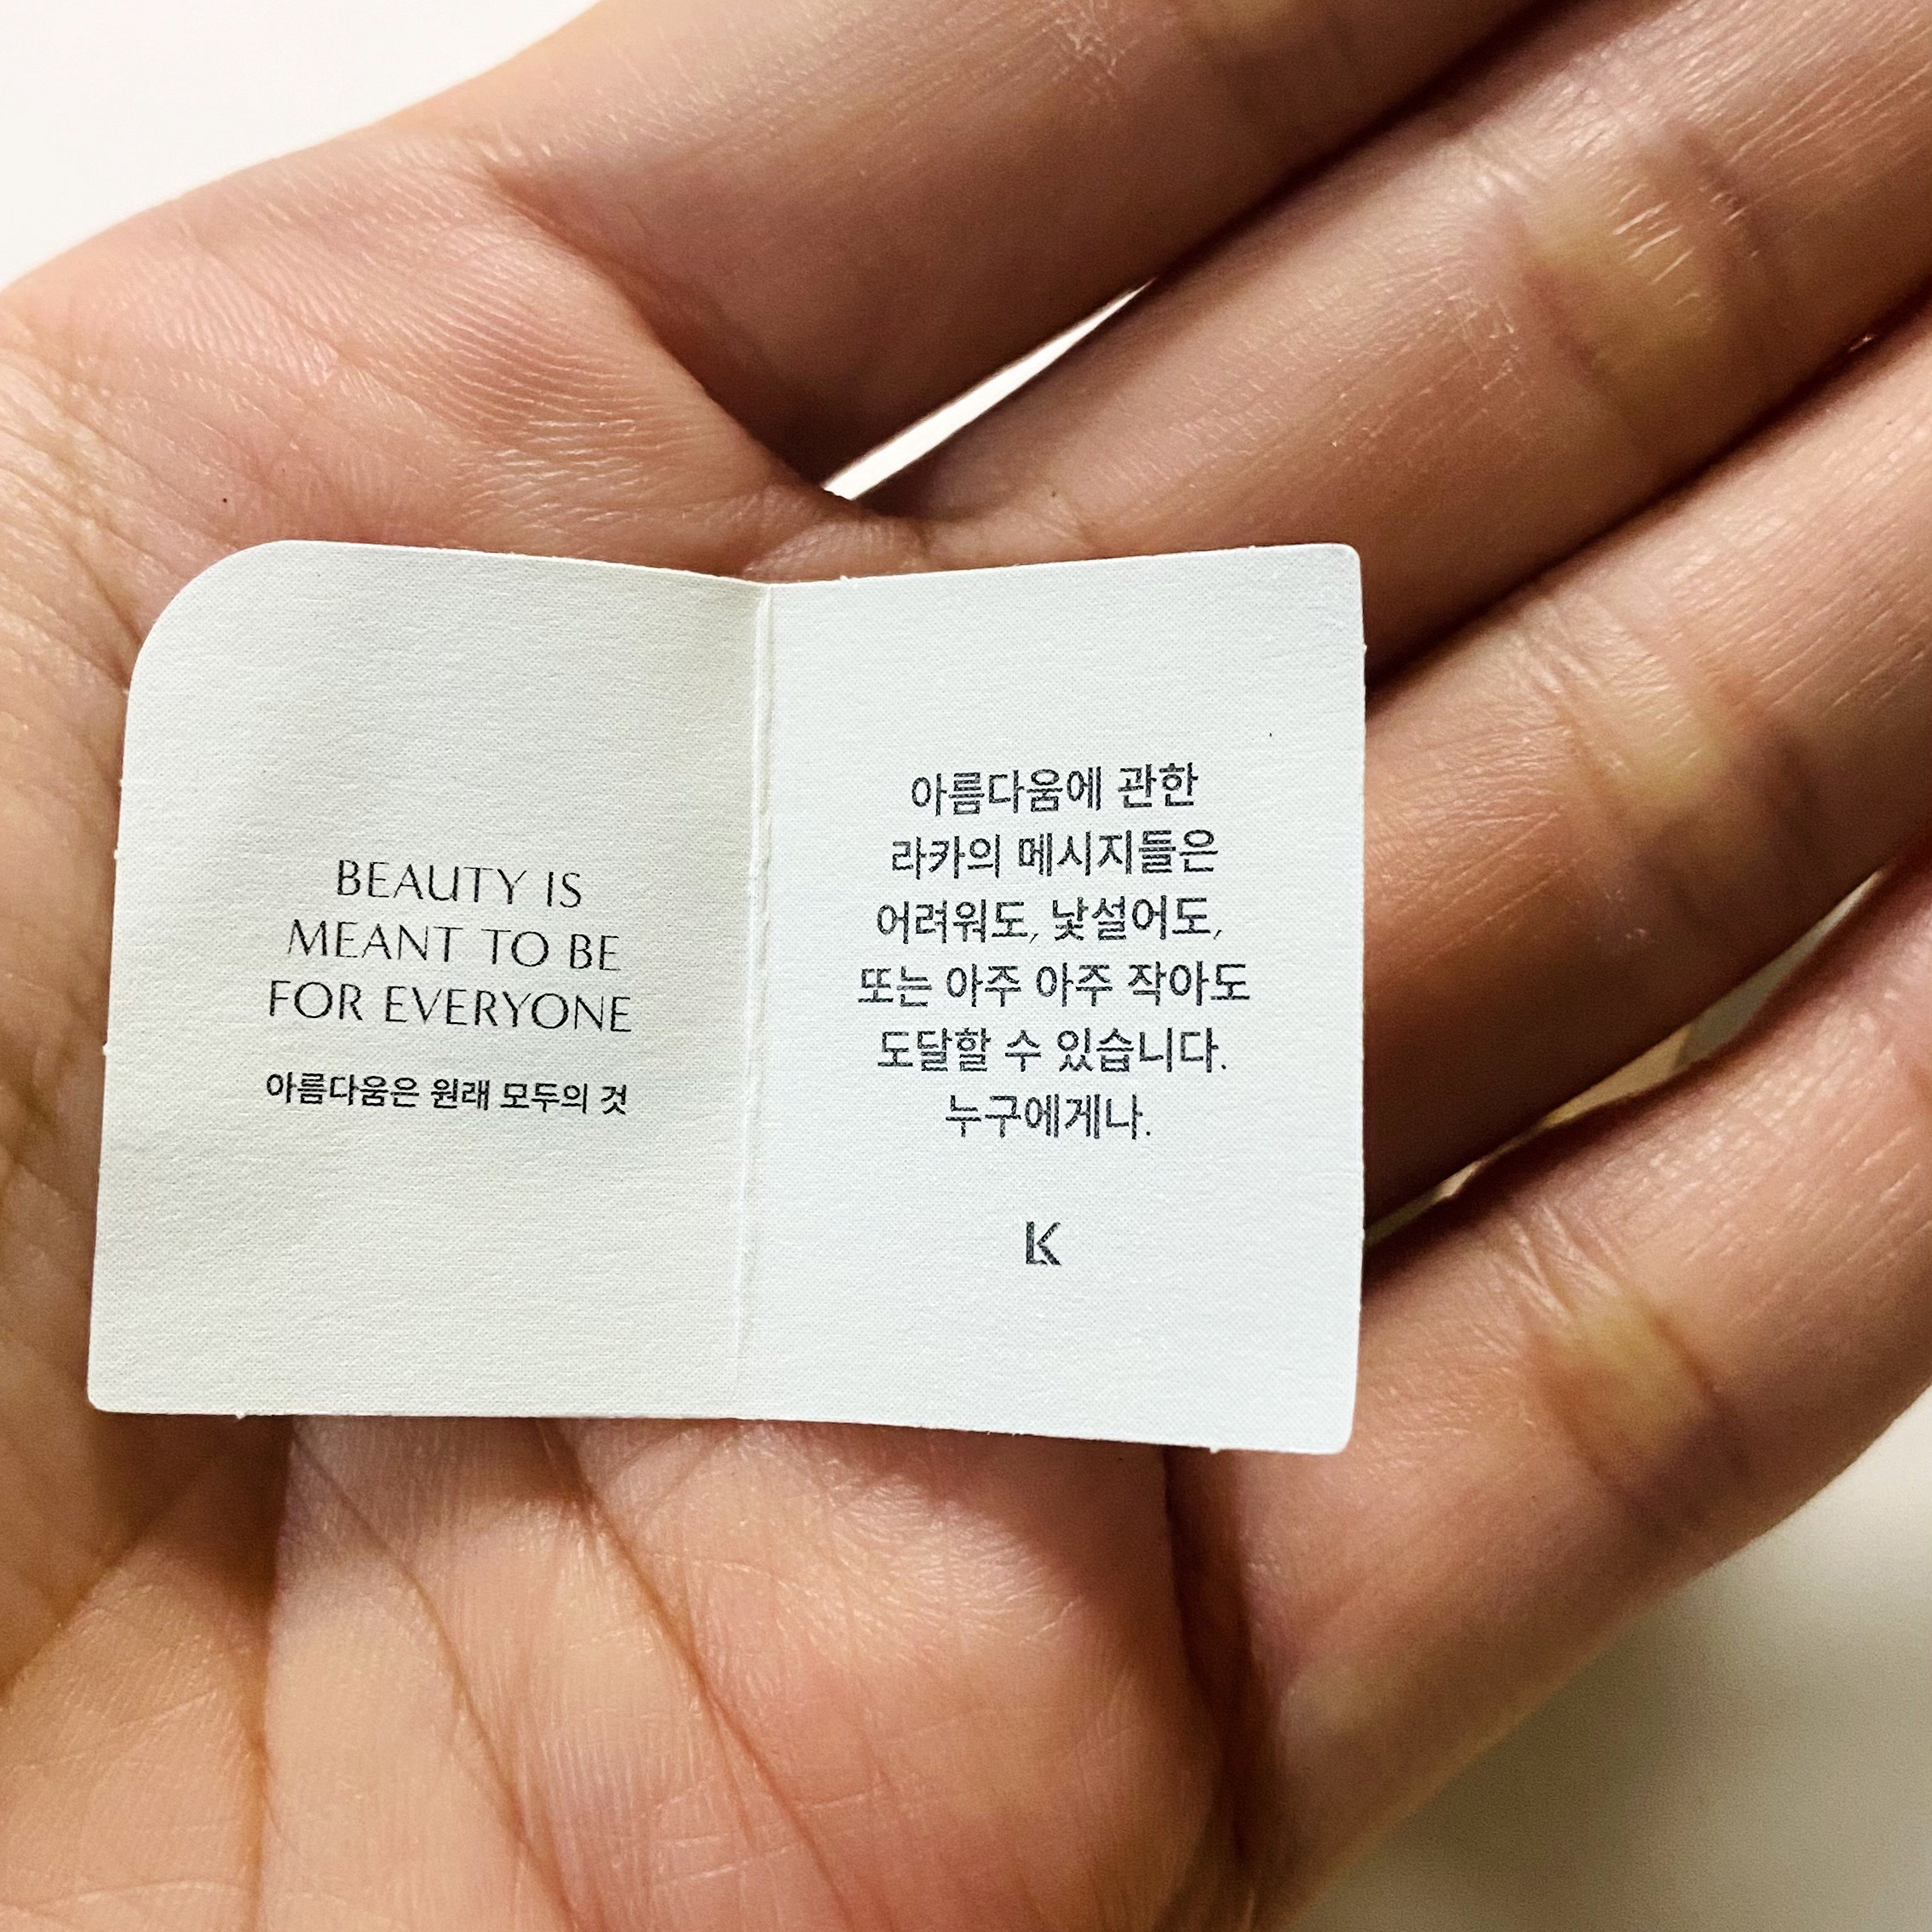 BEAUTY IS
MEANT TO BE
FOR EVERYONE
아름다움은 원래 모두의 것
아름다움에 관한
라카의 메시지들은
어려워도, 낯설어도,
또는 아주 아주 작아도
도달할 수 있습니다.
누구에게나.
LK